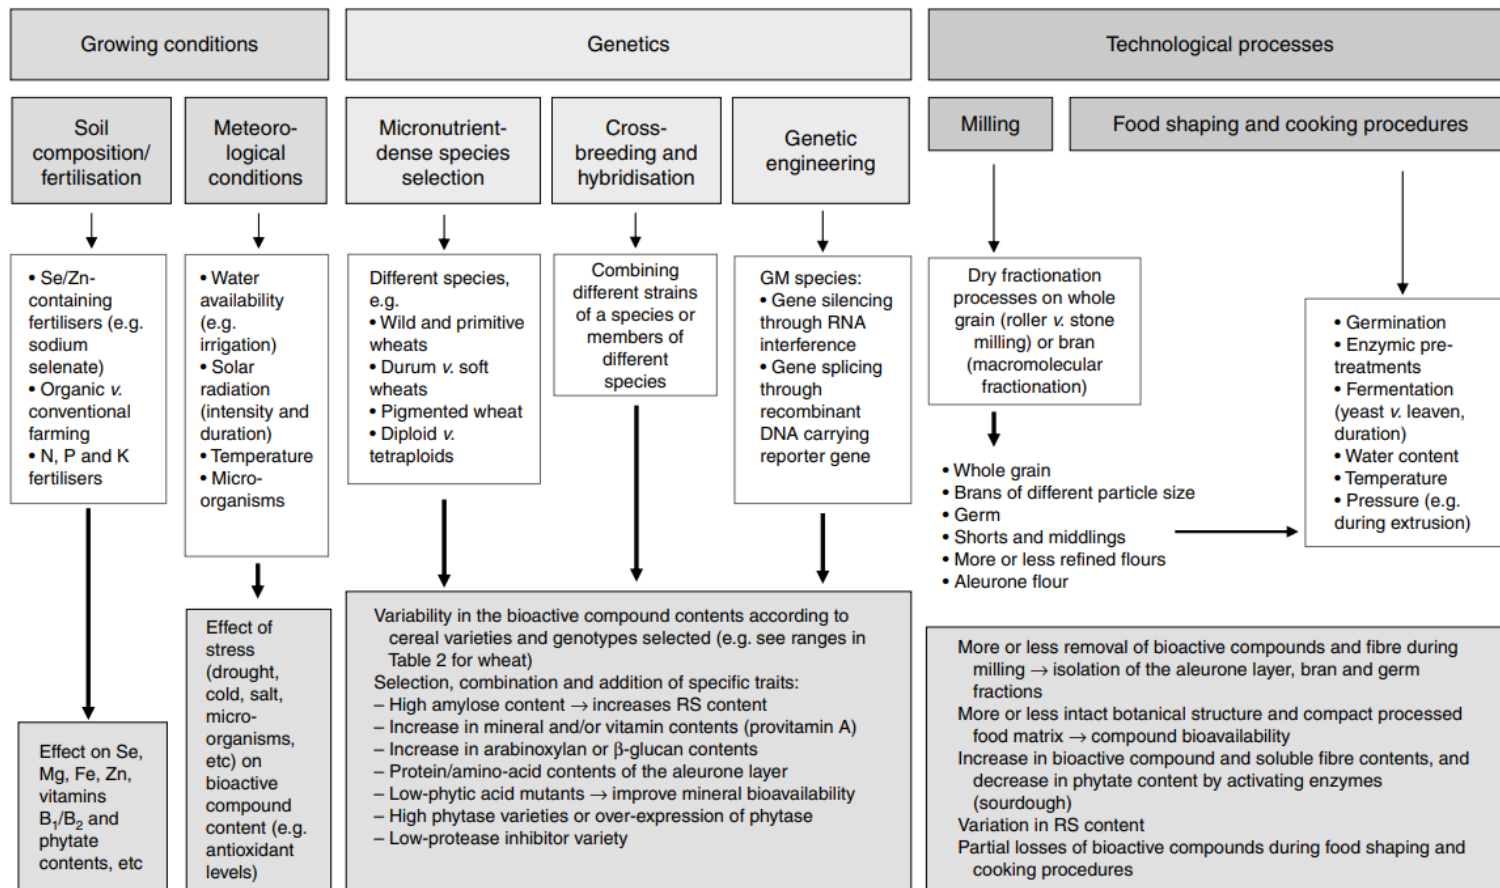 Growing conditions
Genetics
Technological processes
Soil
composition/
fertilisation
Meteoro-
logical
conditions
Micronutrient-
dense species
selection
Cross-
breeding and
hybridisation
Genetic
engineering
Milling
Food shaping and cooking procedures
• Se/Zn-
containing
fertilisers (e.g.
sodium
selenate)
• Organic v.
conventional
farming
• N, P and K
fertilisers
• Water
availability
(e.g.
irrigation)
• Solar
radiation
(intensity and
duration)
• Temperature
• Micro-
organisms
Different species,
e.g.
• Wild and primitive
wheats
• Durum v. soft
wheats
• Pigmented wheat
• Diploid v.
tetraploids
Combining
different strains
of a species or
members of
different
species
GM species:
• Gene silencing
through RNA
interference
• Gene splicing
through
recombinant
DNA carrying
reporter gene
Dry fractionation
processes on whole
grain (roller v. stone
milling) or bran
(macromolecular
fractionation)
• Whole grain
• Brans of different particle size
• Germ
• Shorts and middlings
• More or less refined flours
• Aleurone flour
• Germination
• Enzymic pre-
treatments
• Fermentation
(yeast v. leaven,
duration)
• Water content
• Temperature
• Pressure (e.g.
during extrusion)
Effect on Se,
Mg, Fe, Zn,
vitamins
B1/B2 and
phytate
contents, etc
Effect of
stress
(drought,
cold, salt,
micro-
organisms,
etc) on
bioactive
compound
content (e.g.
antioxidant
levels)
Variability in the bioactive compound contents according to
cereal varieties and genotypes selected (e.g. see ranges in
Table 2 for wheat)
Selection, combination and addition of specific traits:
– High amylose content → increases RS content
– Increase in mineral and/or vitamin contents (provitamin A)
– Increase in arabinoxylan or β-glucan contents
– Protein/amino-acid contents of the aleurone layer
– Low-phytic acid mutants → improve mineral bioavailability
– High phytase varieties or over-expression of phytase
– Low-protease inhibitor variety
More or less removal of bioactive compounds and fibre during
milling → isolation of the aleurone layer, bran and germ
fractions
More or less intact botanical structure and compact processed
food matrix → compound bioavailability
Increase in bioactive compound and soluble fibre contents, and
decrease in phytate content by activating enzymes
(sourdough)
Variation in RS content
Partial losses of bioactive compounds during food shaping and
cooking procedures